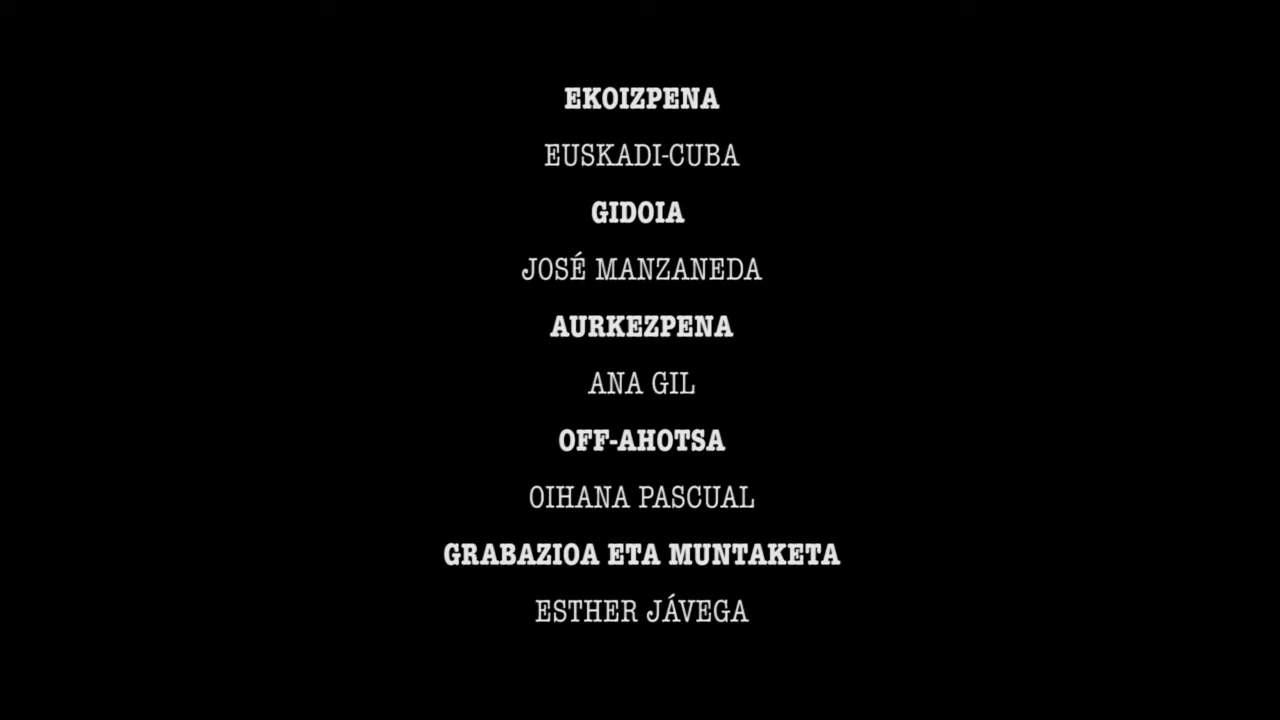 EKOIZPENA
EUSKADI-CUBA
GIDOIA
JOSÉ MANZANEDA
AURKEZPENA
ANA GIL
OFF-AHOTSA
OIHANA PASCUAL
GRABAZIOA ETA MUNTAKETA
ESTHER JÁVEGA